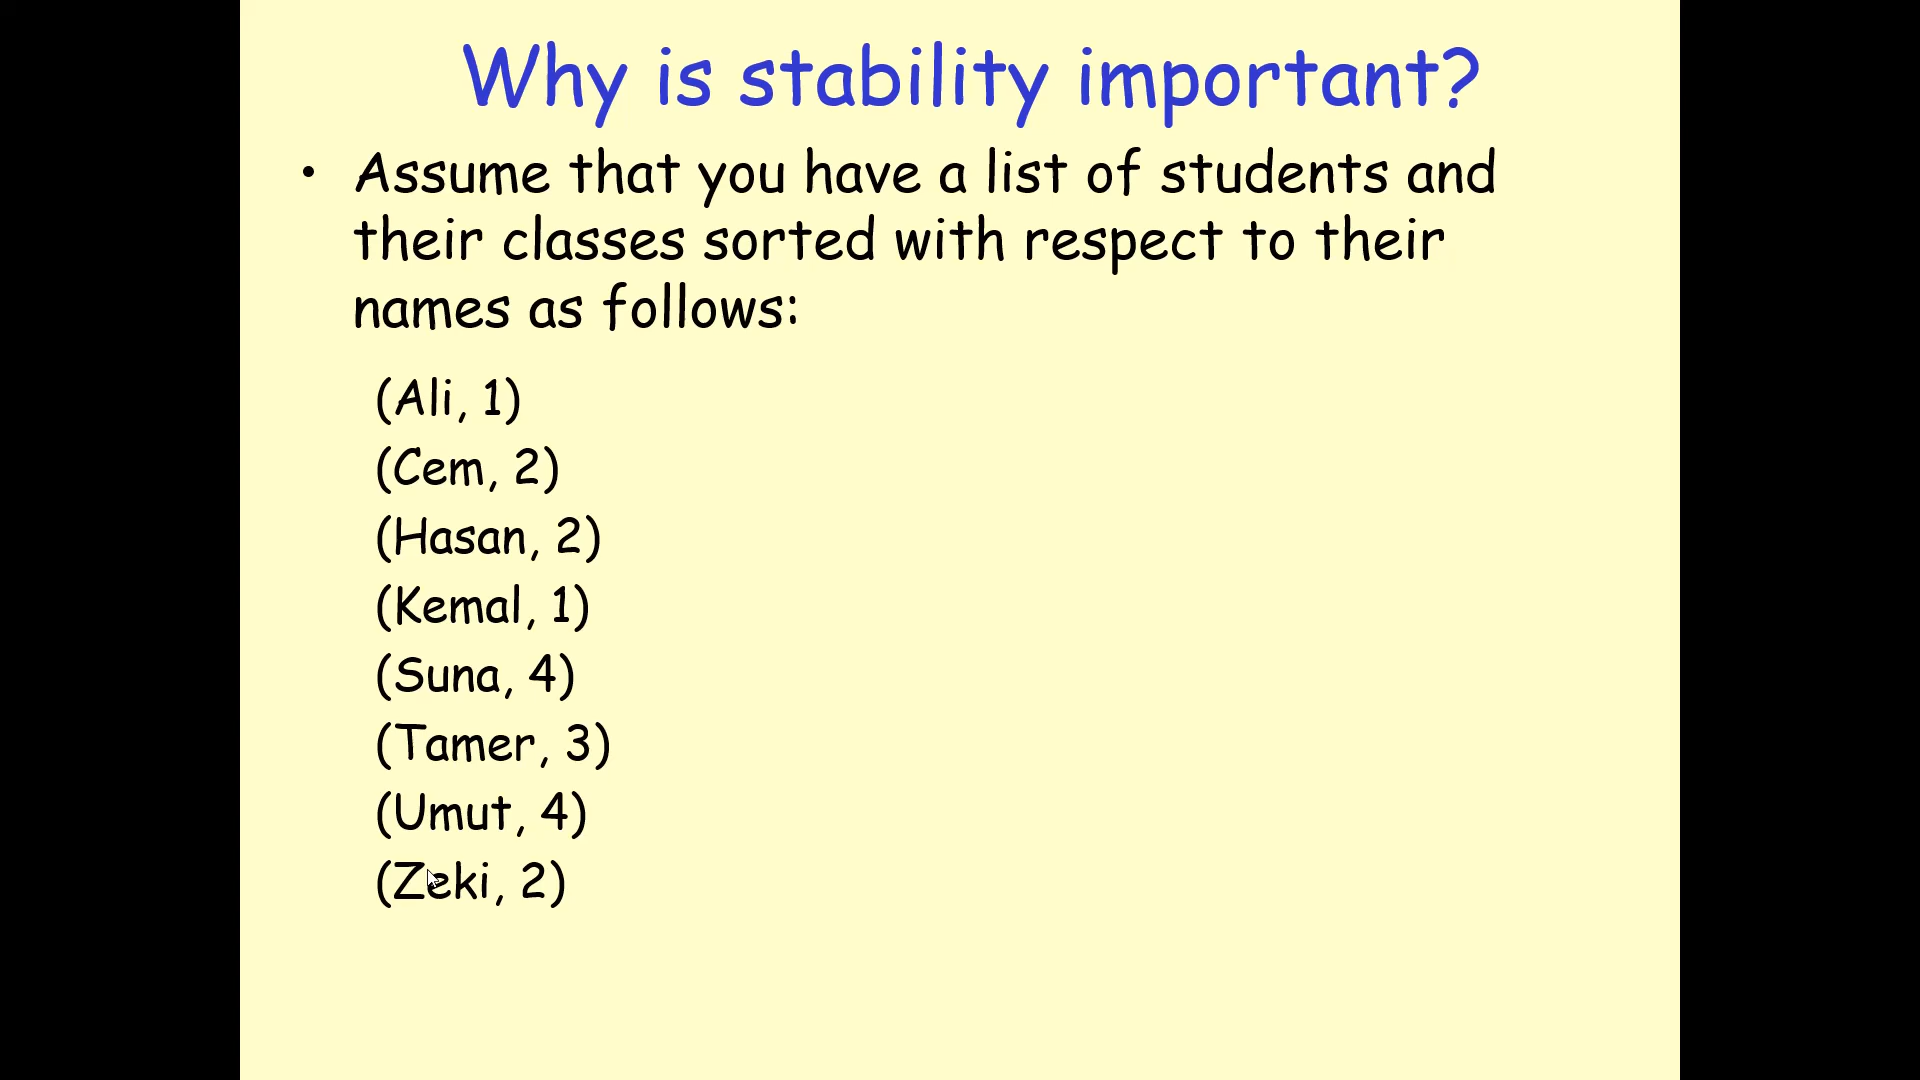 Why is stability important?
• Assume that you have a list of students and
their classes sorted with respect to their
names as follows:
(Ali, 1)
(Cem, 2)
(Hasan, 2)
(Kemal, 1)
(Suna, 4)
(Tamer, 3)
(Umut, 4)
(Zeki, 2)